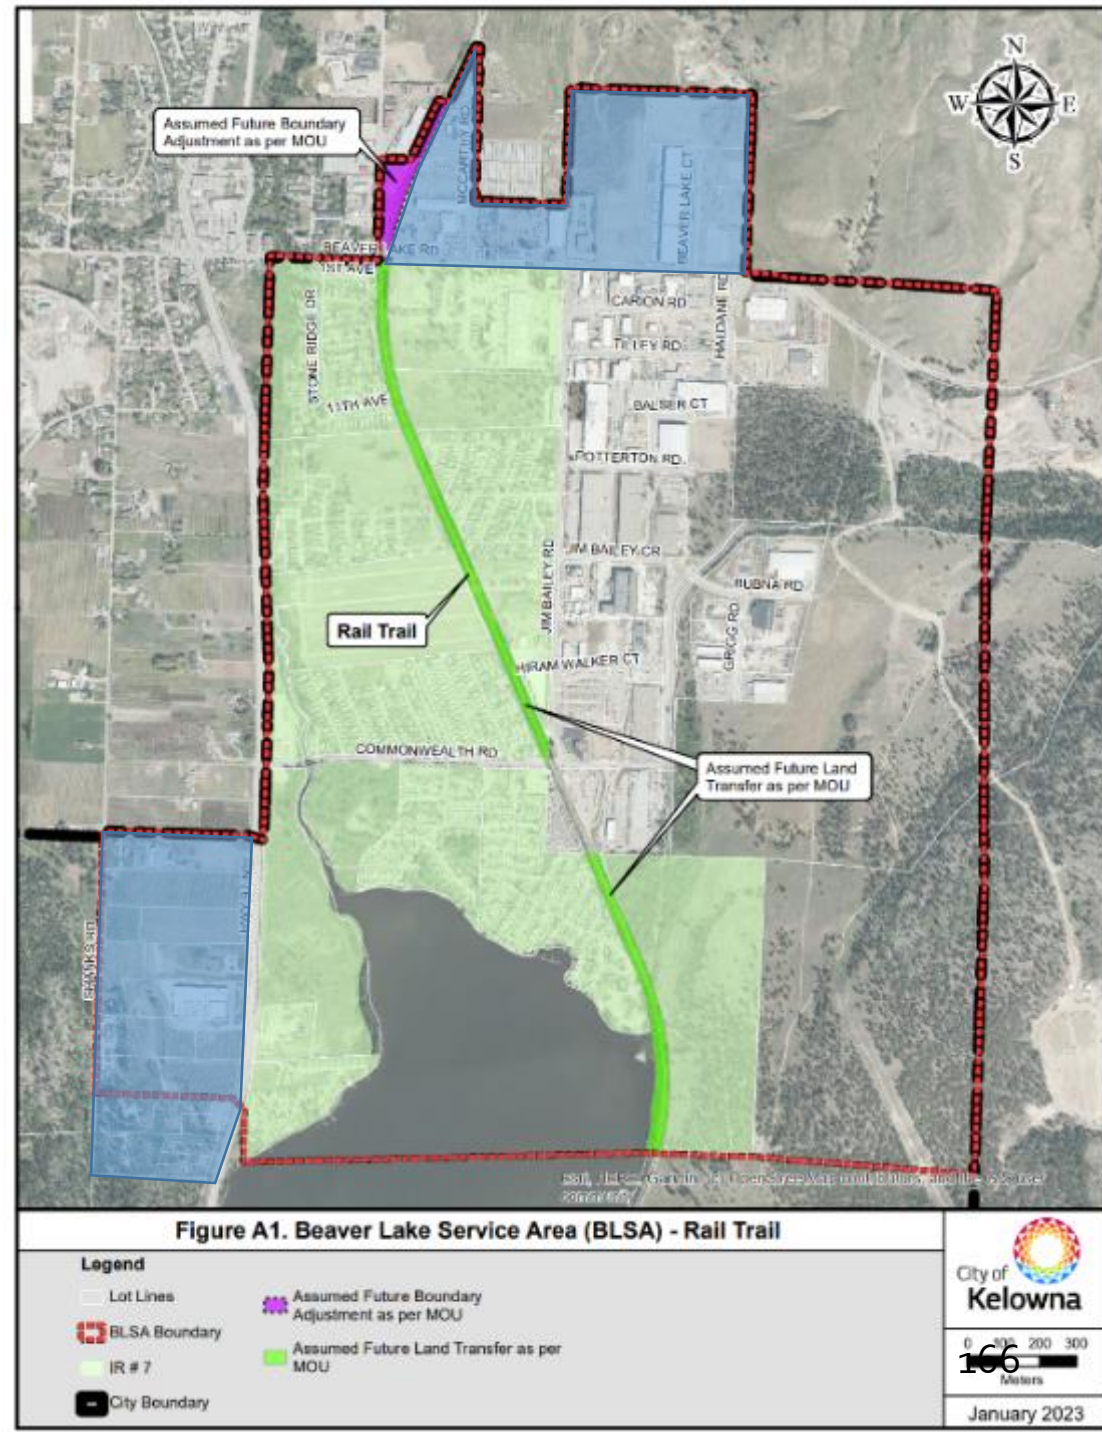 N
W E
S
Assumed Future Boundary
Adjustment as per MOU
MCCARTHY RD
BEAVER LAKE CT
BEAVER LAKE RD
1ST AVE
STONE RIDGE DR
CARION RD
HALDANE RD
TILLEY RD
11TH AVE
BALSER CT
POTTERTON RD
JIM BAILEY RD
JIM BAILEY CR
BUBNA RD
Rail Trail
GRIGG RD
HIRAM WALKER CT
COMMONWEALTH RD
Assumed Future Land
Transfer as per MOU
SHANKS RD
HWY
Figure A1. Beaver Lake Service Area (BLSA) - Rail Trail
Legend
Lot Lines
BLSA Boundary
IR # 7
City Boundary
Assumed Future Boundary
Adjustment as per MOU
Assumed Future Land Transfer as per
MOU
City of
Kelowna
0 100 200 300
166
Meters
January 2023